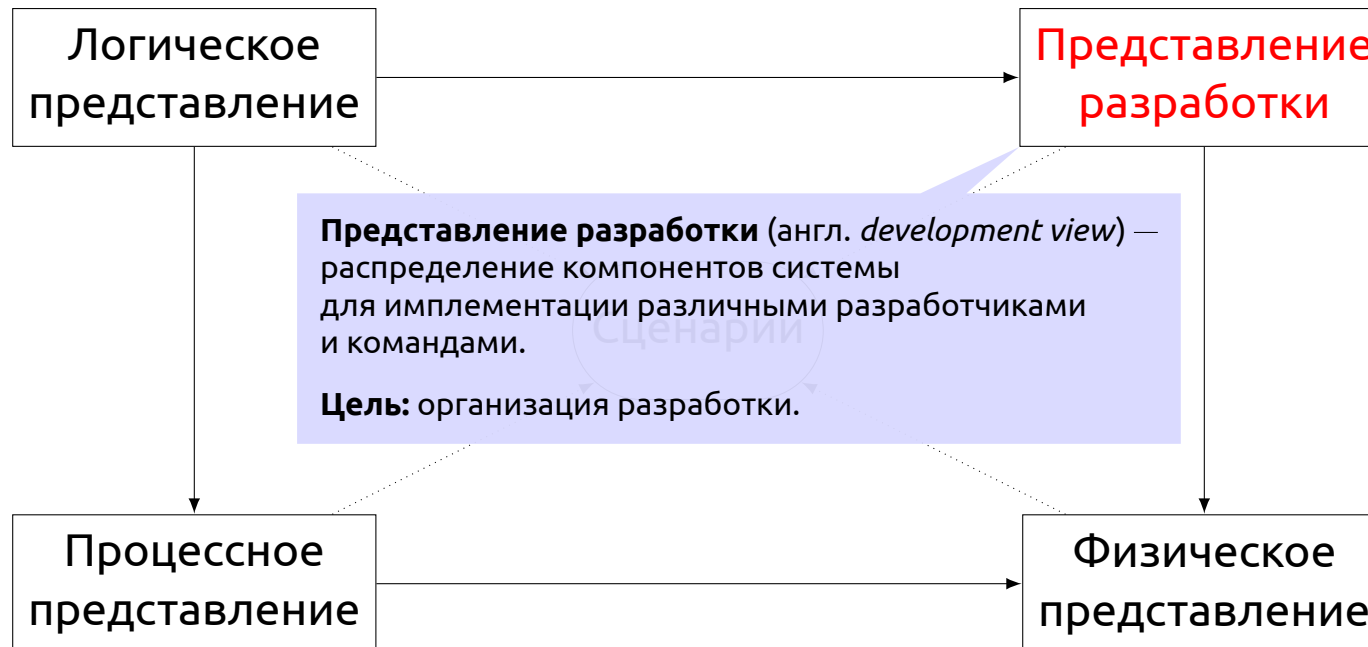 Логическое
представление
Представление
разработки
Представление разработки (англ. development view) —
распределение компонентов системы
для имплементации различными разработчиками
и командами.
Сценарии
Цель: организация разработки.
Процессное
представление
Физическое
представление